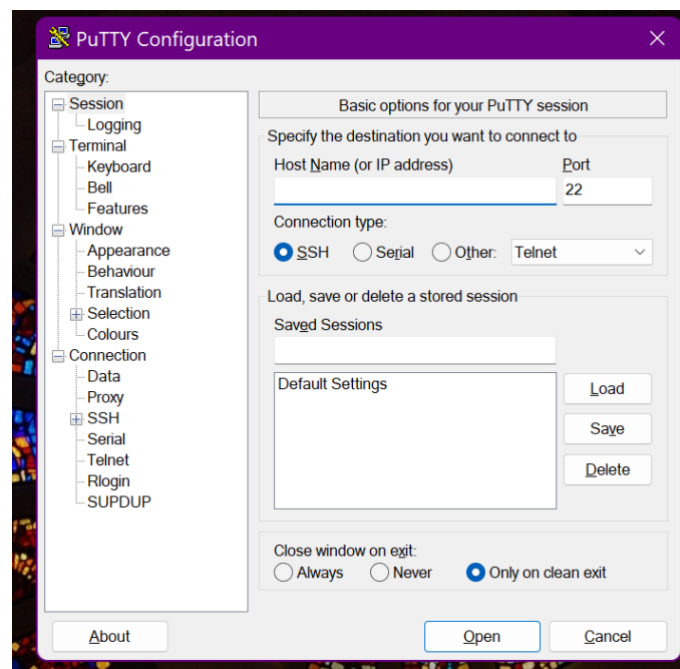 PuTTY Configuration
Category:
Session
Logging
Terminal
Keyboard
Bell
Features
Window
Appearance
Behaviour
Translation
Selection
Colours
Connection
Data
Proxy
SSH
Serial
Telnet
Rlogin
SUPDUP
Basic options for your PuTTY session
Specify the destination you want to connect to
Host Name (or IP address) Port
22
Connection type:
SSH Serial Other: Telnet
Load, save or delete a stored session
Saved Sessions
Default Settings
Load
Save
Delete
Close window on exit:
Always Never Only on clean exit
About Open Cancel